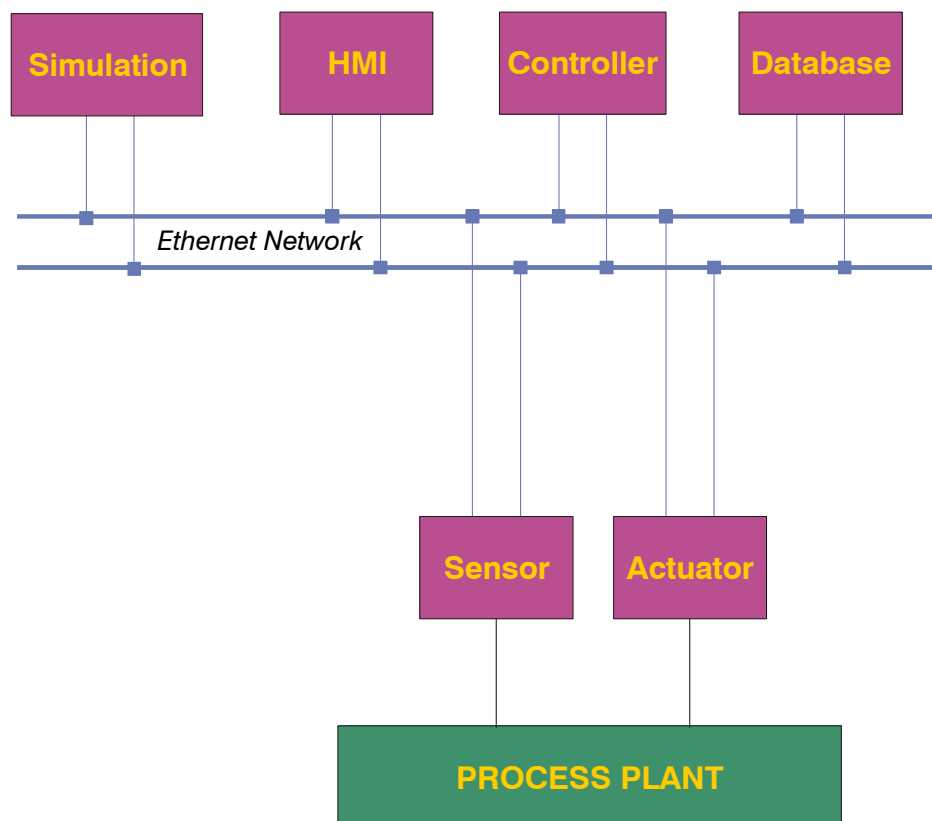 Simulation
HMI
Controller
Database
Ethernet Network
Sensor
Actuator
PROCESS PLANT